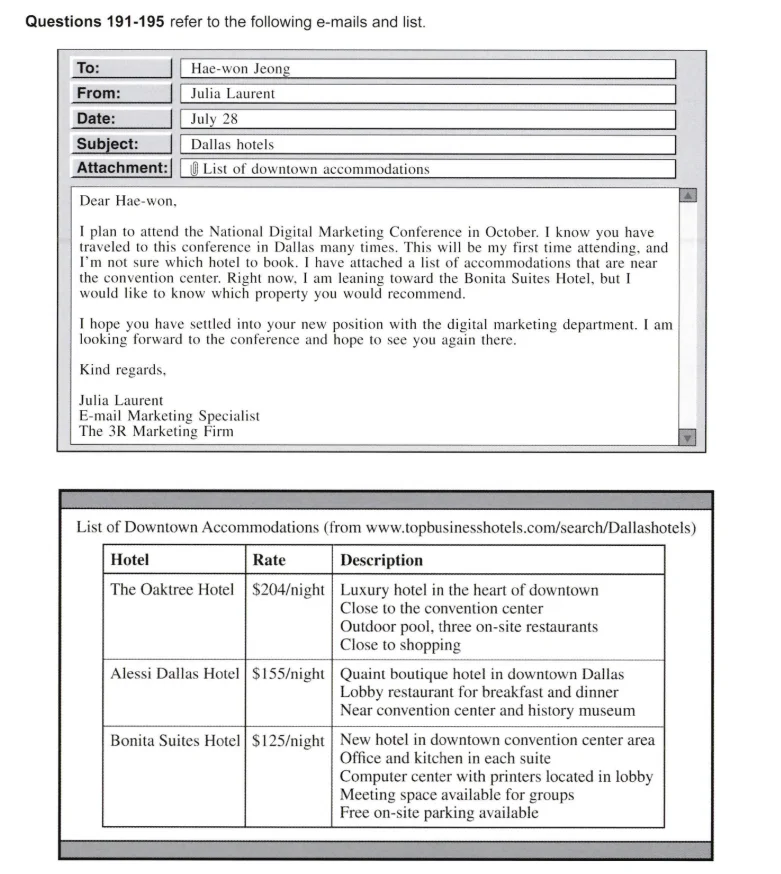 Questions 191-195 refer to the following e-mails and list.
To: Hae-won Jeong
From: Julia Laurent
Date: July 28
Subject: Dallas hotels
Attachment: List of downtown accommodations
Dear Hae-won,
I plan to attend the National Digital Marketing Conference in October. I know you have
traveled to this conference in Dallas many times. This will be my first time attending, and
I'm not sure which hotel to book. I have attached a list of accommodations that are near
the convention center. Right now, I am leaning toward the Bonita Suites Hotel, but I
would like to know which property you would recommend.
I hope you have settled into your new position with the digital marketing department. I am
looking forward to the conference and hope to see you again there.
Kind regards,
Julia Laurent
E-mail Marketing Specialist
The 3R Marketing Firm
List of Downtown Accommodations (from www.topbusinesshotels.com/search/Dallashotels)
Hotel Rate Description
The Oaktree Hotel $204/night Luxury hotel in the heart of downtown
Close to the convention center
Outdoor pool, three on-site restaurants
Close to shopping
Alessi Dallas Hotel $155/night Quaint boutique hotel in downtown Dallas
Lobby restaurant for breakfast and dinner
Near convention center and history museum
Bonita Suites Hotel $125/night New hotel in downtown convention center area
Office and kitchen in each suite
Computer center with printers located in lobby
Meeting space available for groups
Free on-site parking available